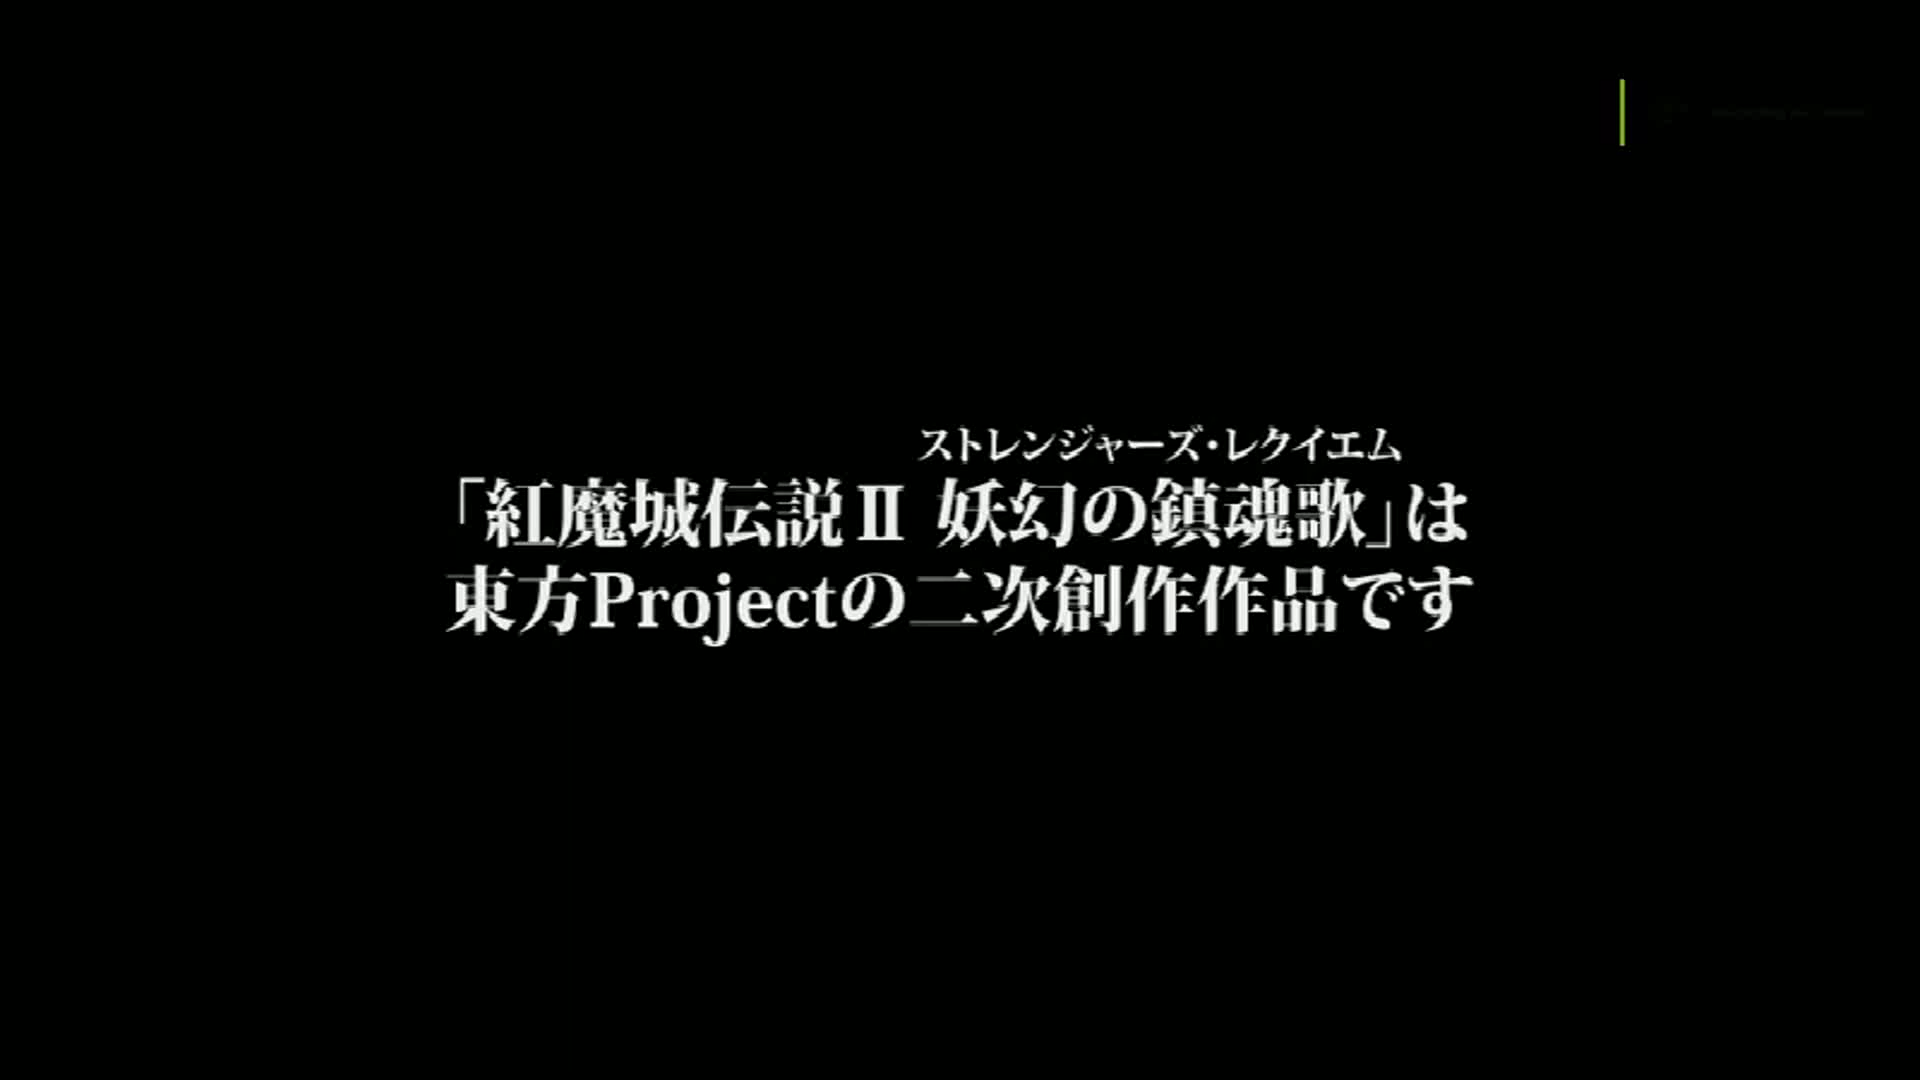 ストレンジャーズ・レクイエム
「紅魔城伝説Ⅱ 妖幻の鎮魂歌」は
東方Projectの二次創作作品です